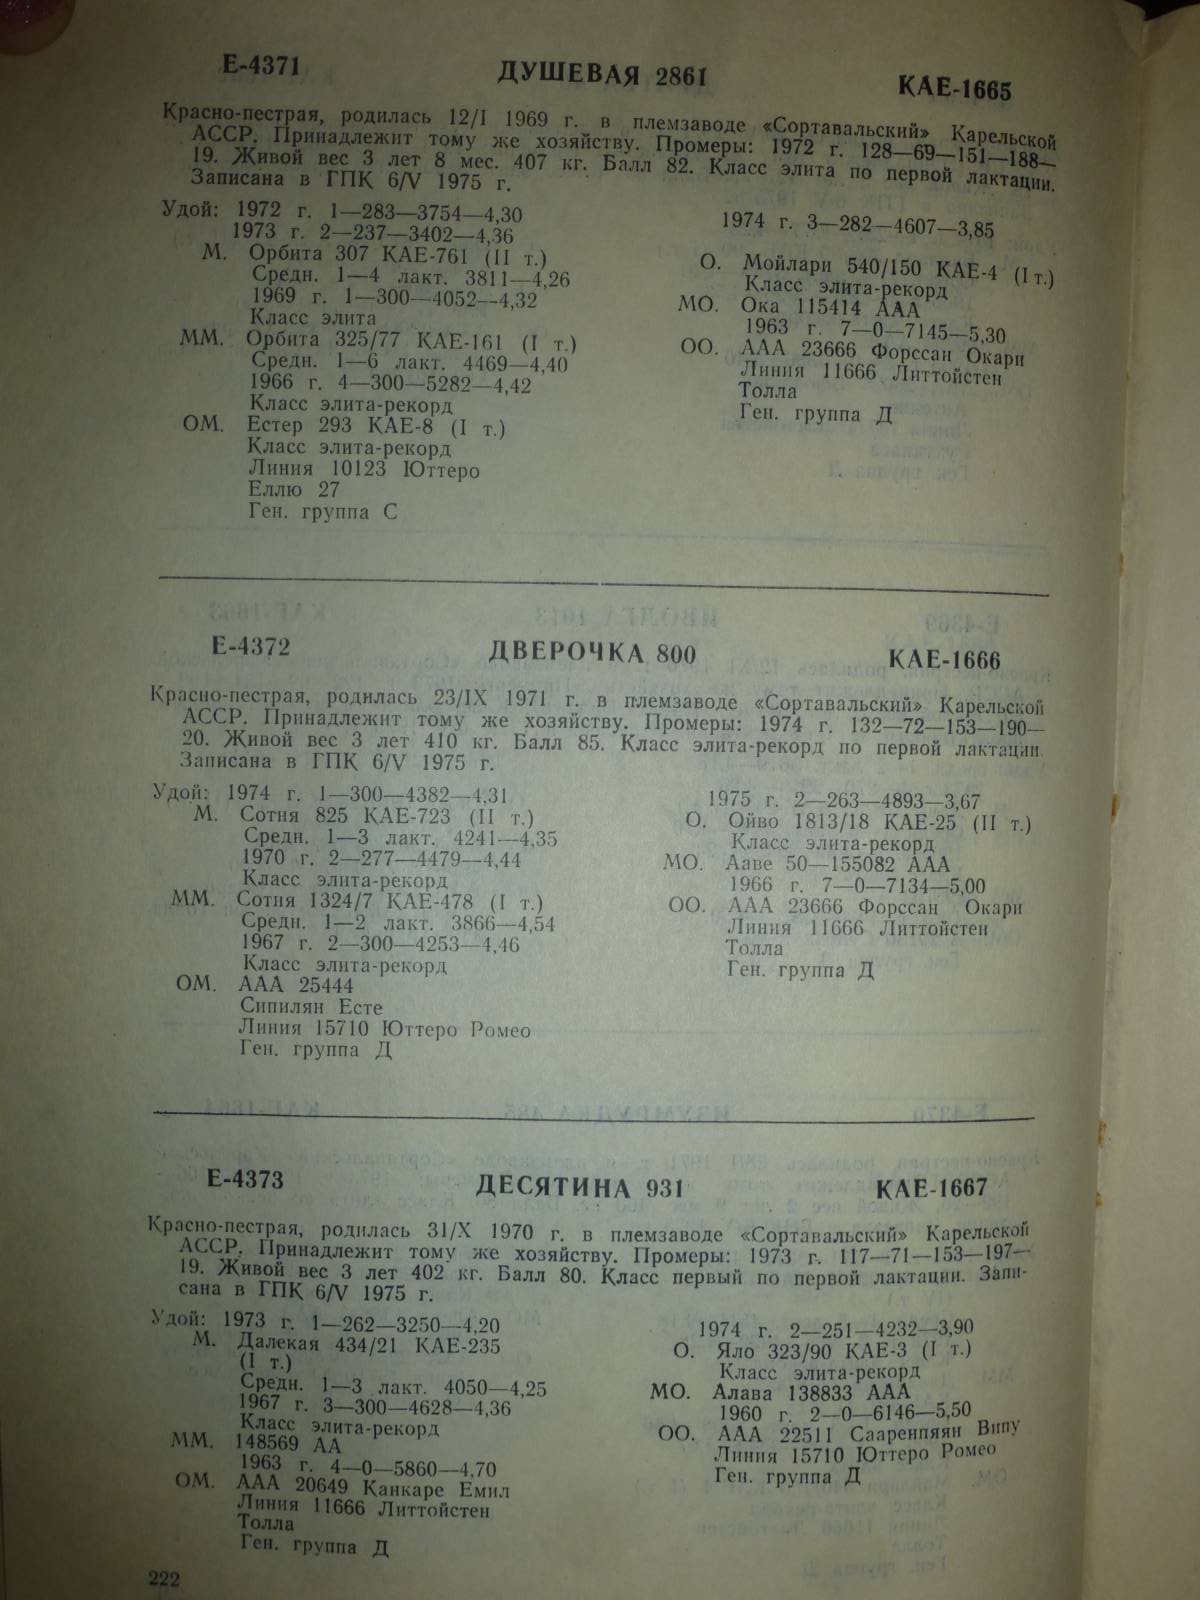 Е-4371 ДУШЕВАЯ 2861 КАЕ-1665
Красно-пестрая, родилась 12/I 1969 г. в племзаводе «Сортавальский» Карельской
АССР. Принадлежит тому же хозяйству. Промеры: 1972 г. 128—69—151—188—
19. Живой вес 3 лет 8 мес. 407 кг. Балл 82. Класс элита по первой лактации.
Записана в ГПК 6/V 1975 г.
Удой: 1972 г. 1—283—3754—4,30
1973 г. 2—237—3402—4,36
М. Орбита 307 КАЕ-761 (II т.)
Средн. 1—4 лакт. 3811—4,26
1969 г. 1—300—4052—4,32
Класс элита
ММ. Орбита 325/77 КАЕ-161 (I т.)
Средн. 1—6 лакт. 4469—4,40
1966 г. 4—300—5282—4,42
Класс элита-рекорд
ОМ. Естер 293 КАЕ-8 (I т.)
Класс элита-рекорд
Линия 10123 Юттеро
Еллю 27
Ген. группа С
1974 г. 3—282—4607—3,85
О. Мойлари 540/150 КАЕ-4 (I т.)
Класс элита-рекорд
МО. Ока 115414 ААА
1963 г. 7—0—7145—5,30
ОО. ААА 23666 Форссан Окари
Линия 11666 Литтойстен
Толла
Ген. группа Д
Е-4372 ДВЕРОЧКА 800 КАЕ-1666
Красно-пестрая, родилась 23/IX 1971 г. в племзаводе «Сортавальский» Карельской
АССР. Принадлежит тому же хозяйству. Промеры: 1974 г. 132—72—153—190—
20. Живой вес 3 лет 410 кг. Балл 85. Класс элита-рекорд по первой лактации
Записана в ГПК 6/V 1975 г.
Удой: 1974 г. 1—300—4382—4,31
М. Сотня 825 КАЕ-723 (II т.)
Средн. 1—3 лакт. 4241—4,35
1970 г. 2—277—4479—4,44
Класс элита-рекорд
ММ. Сотня 1324/7 КАЕ-478 (I т.)
Средн. 1—2 лакт. 3866—4,54
1967 г. 2—300—4253—4,46
Класс элита-рекорд
ОМ. ААА 25444
Сипилян Есте
Линия 15710 Юттеро Ромео
Ген. группа Д
1975 г. 2—263—4893—3,67
О. Ойво 1813/18 КАЕ-25 (II т.)
Класс элита-рекорд
МО. Ааве 50—155082 ААА
1966 г. 7—0—7134—5,00
ОО. ААА 23666 Форссан Окари
Линия 11666 Литтойстен
Толла
Ген. группа Д
Е-4373 ДЕСЯТИНА 931 КАЕ-1667
Красно-пестрая, родилась 31/X 1970 г. в племзаводе «Сортавальский» Карельской
АССР. Принадлежит тому же хозяйству. Промеры: 1973 г. 117—71—153—197—
19. Живой вес 3 лет 402 кг. Балл 80. Класс первый по первой лактации. Запи-
сана в ГПК 6/V 1975 г.
Удой: 1973 г. 1—262—3250—4,20
М. Далекая 434/21 КАЕ-235
(I т.)
Средн. 1—3 лакт. 4050—4,25
1967 г. 3—300—4628—4,36
Класс элита-рекорд
ММ. 148569 АА
1963 г. 4—0—5860—4,70
ОМ. ААА 20649 Канкаре Емил
Линия 11666 Литтойстен
Толла
Ген. группа Д
1974 г. 2—251—4232—3,90
О. Яло 323/90 КАЕ-3 (I т.)
Класс элита-рекорд
МО. Алава 138833 ААА
1960 г. 2—0—6146—5,50
ОО. ААА 22511 Сааренпяян Випу
Линия 15710 Юттеро Ромео
Ген. группа Д
222